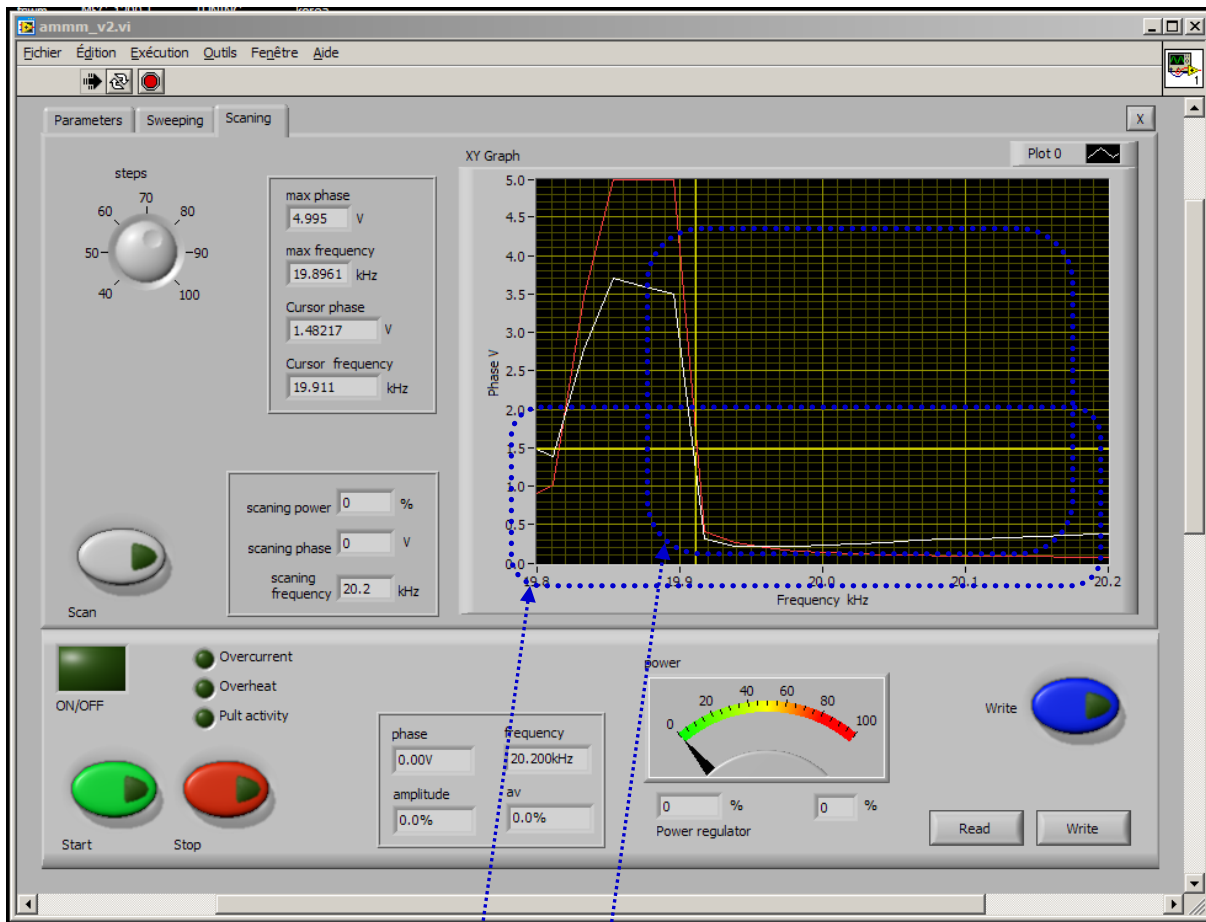 MSC 3200 J TUNING korea
ammm_v2.vi
Fichier Édition Exécution Outils Fenêtre Aide
1
Parameters Sweeping Scaning X
steps
40 50 60 70 80 90 100
max phase
4.995 V
max frequency
19.8961 kHz
Cursor phase
1.48217 V
Cursor frequency
19.911 kHz
scaning power 0 %
scaning phase 0 V
scaning
frequency 20.2 kHz
Scan
XY Graph Plot 0
Phase V
5.0
4.5
4.0
3.5
3.0
2.5
2.0
1.5
1.0
0.5
0.0
19.8 19.9 20.0 20.1 20.2
Frequency kHz
ON/OFF
Overcurrent
Overheat
Pult activity
Start Stop
phase frequency
0.00V 20.200kHz
amplitude av
0.0% 0.0%
power
0 20 40 60 80 100
0 % 0 %
Power regulator
Write
Read Write